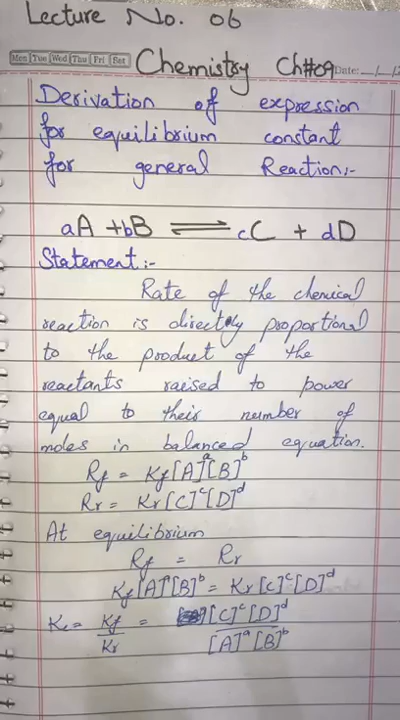 Lecture No. 06
Mon Tue Wed Thu Fri Sat
Chemistry Ch#09 Date: __/__/2
Derivation of expression
for equilibrium constant
for general Reaction:-
aA + bB ⇌ cC + dD
Statement:-
Rate of the chemical
reaction is directly proportional
to the product of the
reactants raised to power
equal to their number of
moles in balanced equation.
Rf = Kf[A]ᵃ[B]ᵇ
Rr = Kr[C]ᶜ[D]ᵈ
At equilibrium
Rf = Rr
Kf[A]ᵃ[B]ᵇ = Kr[C]ᶜ[D]ᵈ
Kc = Kf = [C]ᶜ[D]ᵈ
Kr [A]ᵃ[B]ᵇ